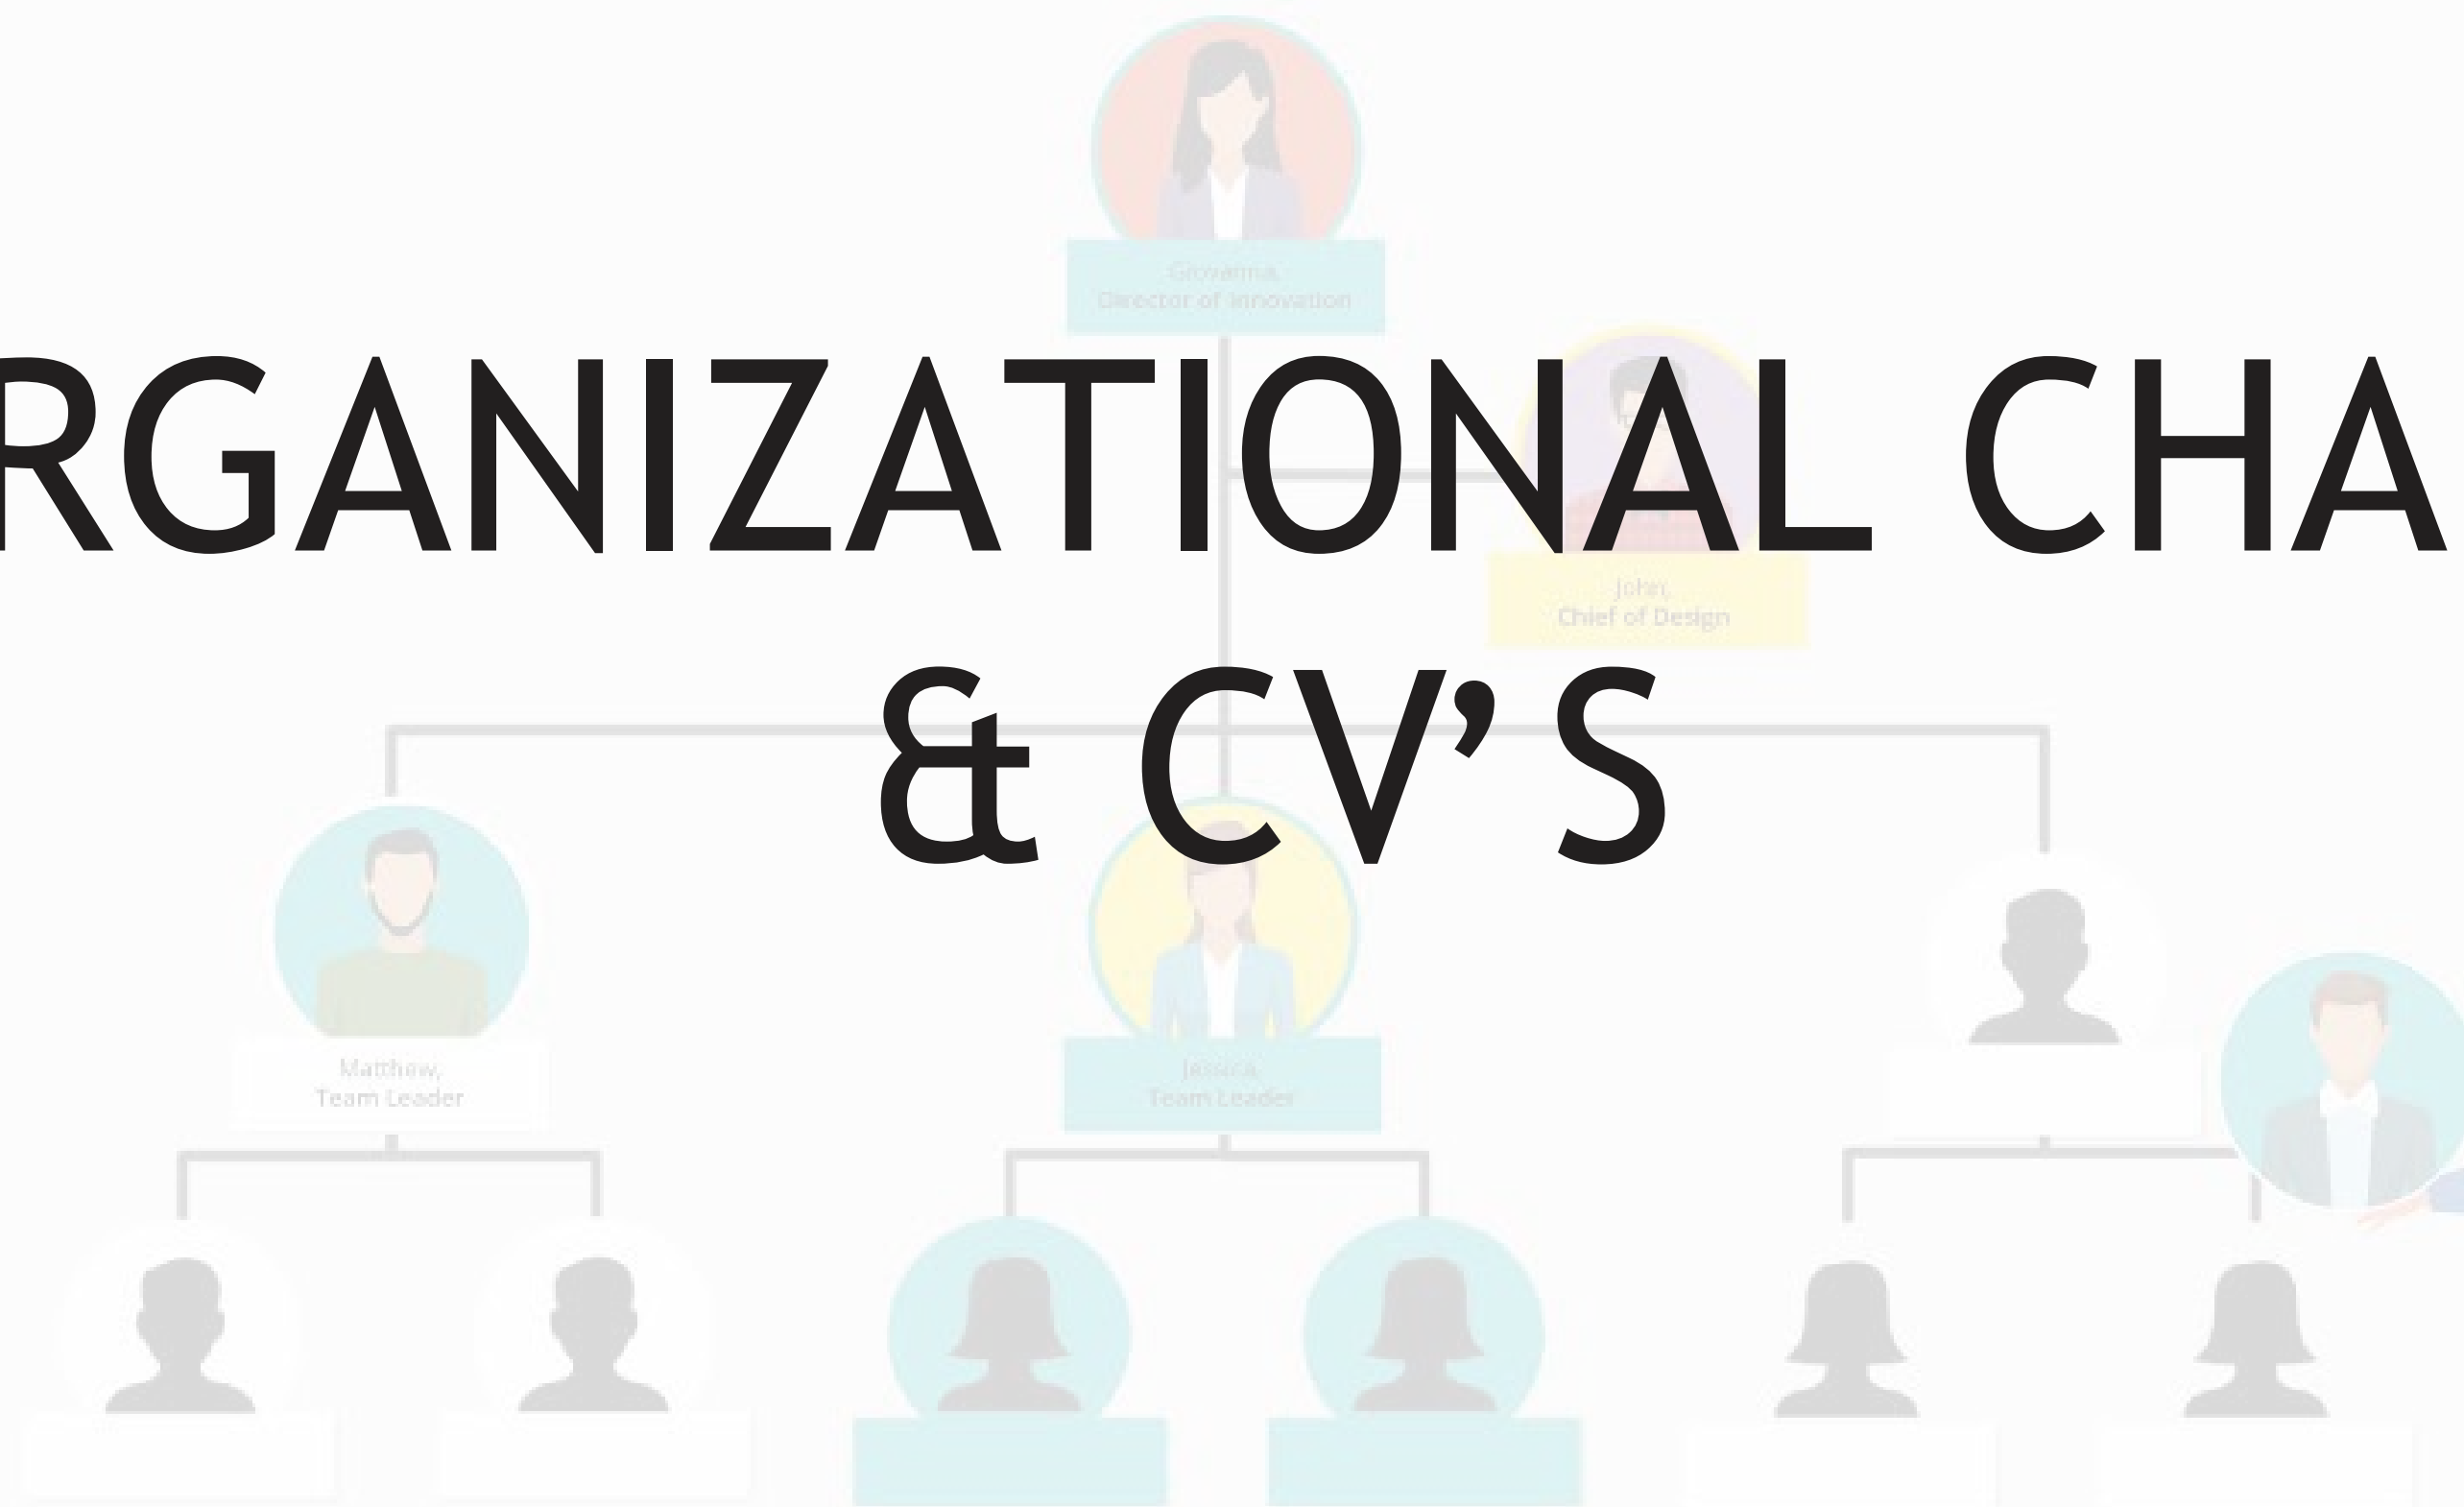 Giovanna,
Director of Innovation
RGANIZATIONAL CHA
John,
Chief of Design
& CV’S
Matthew,
Team Leader
Jessica,
Team Leader